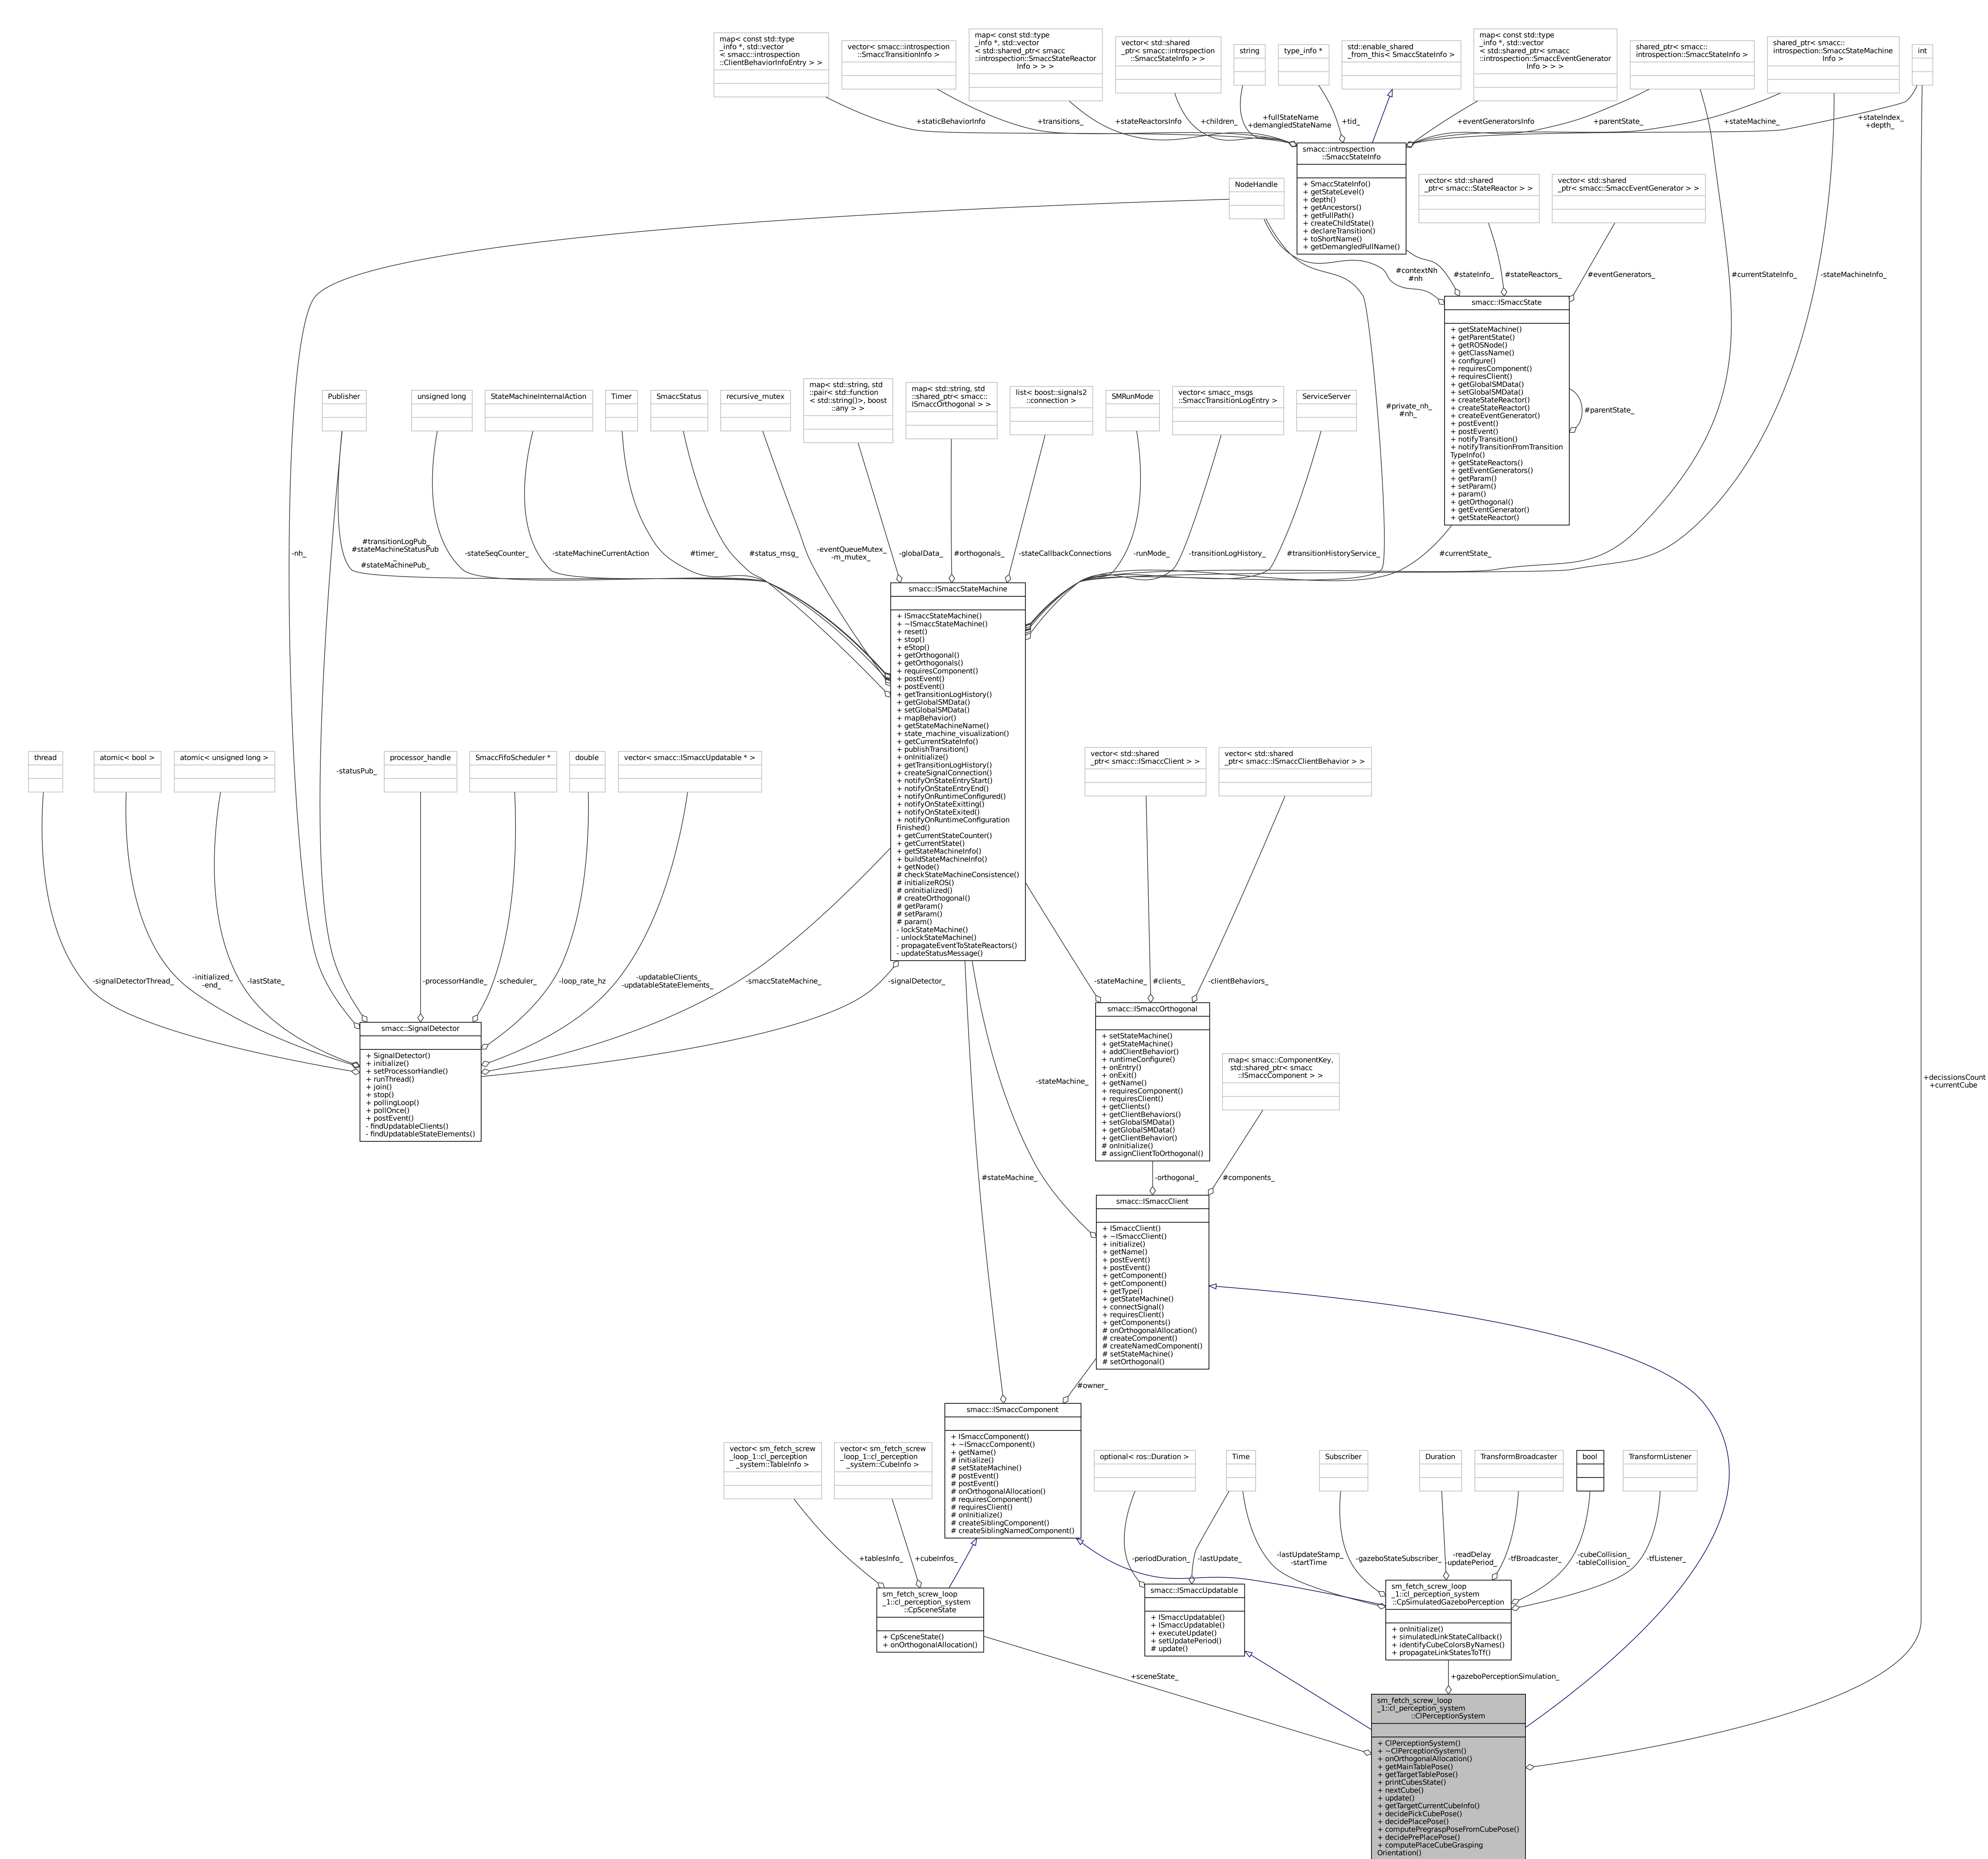 map< const std::type
_info *, std::vector
< smacc::introspection
::ClientBehaviorInfoEntry > >
vector< smacc::introspection
::SmaccTransitionInfo >
map< const std::type
_info *, std::vector
< std::shared_ptr< smacc
::introspection::SmaccStateReactor
Info > > >
vector< std::shared
_ptr< smacc::introspection
::SmaccStateInfo > >
string
type_info *
std::enable_shared
_from_this< SmaccStateInfo >
map< const std::type
_info *, std::vector
< std::shared_ptr< smacc
::introspection::SmaccEventGenerator
Info > > >
shared_ptr< smacc::
introspection::SmaccStateInfo >
shared_ptr< smacc::
introspection::SmaccStateMachine
Info >
int
+staticBehaviorInfo
+transitions_
+stateReactorsInfo
+children_
+fullStateName
+demangledStateName
+tid_
+eventGeneratorsInfo
+parentState_
+stateMachine_
+stateIndex_
+depth_
smacc::introspection
::SmaccStateInfo
+ SmaccStateInfo()
+ getStateLevel()
+ depth()
+ getAncestors()
+ getFullPath()
+ createChildState()
+ declareTransition()
+ toShortName()
+ getDemangledFullName()
NodeHandle
vector< std::shared
_ptr< smacc::StateReactor > >
vector< std::shared
_ptr< smacc::SmaccEventGenerator > >
#contextNh
#nh
#stateInfo_
#stateReactors_
#eventGenerators_
#currentStateInfo_
-stateMachineInfo_
smacc::ISmaccState
+ getStateMachine()
+ getParentState()
+ getROSNode()
+ getClassName()
+ configure()
+ requiresComponent()
+ requiresClient()
+ getGlobalSMData()
+ setGlobalSMData()
+ createStateReactor()
+ createStateReactor()
+ createEventGenerator()
+ postEvent()
+ postEvent()
+ notifyTransition()
+ notifyTransitionFromTransition
TypeInfo()
+ getStateReactors()
+ getEventGenerators()
+ getParam()
+ setParam()
+ param()
+ getOrthogonal()
+ getEventGenerator()
+ getStateReactor()
#parentState_
Publisher
unsigned long
StateMachineInternalAction
Timer
SmaccStatus
recursive_mutex
map< std::string, std
::pair< std::function
< std::string()>, boost
::any > >
map< std::string, std
::shared_ptr< smacc::
ISmaccOrthogonal > >
list< boost::signals2
::connection >
SMRunMode
vector< smacc_msgs
::SmaccTransitionLogEntry >
ServiceServer
#private_nh_
#nh_
-nh_
#transitionLogPub_
#stateMachineStatusPub
_
#stateMachinePub_
-stateSeqCounter_
-stateMachineCurrentAction
#timer_
#status_msg_
-eventQueueMutex_
-m_mutex_
-globalData_
#orthogonals_
-stateCallbackConnections
-runMode_
-transitionLogHistory_
#transitionHistoryService_
#currentState_
smacc::ISmaccStateMachine
+ ISmaccStateMachine()
+ ~ISmaccStateMachine()
+ reset()
+ stop()
+ eStop()
+ getOrthogonal()
+ getOrthogonals()
+ requiresComponent()
+ postEvent()
+ postEvent()
+ getTransitionLogHistory()
+ getGlobalSMData()
+ setGlobalSMData()
+ mapBehavior()
+ getStateMachineName()
+ state_machine_visualization()
+ getCurrentStateInfo()
+ publishTransition()
+ onInitialize()
+ getTransitionLogHistory()
+ createSignalConnection()
+ notifyOnStateEntryStart()
+ notifyOnStateEntryEnd()
+ notifyOnRuntimeConfigured()
+ notifyOnStateExitting()
+ notifyOnStateExited()
+ notifyOnRuntimeConfiguration
Finished()
+ getCurrentStateCounter()
+ getCurrentState()
+ getStateMachineInfo()
+ buildStateMachineInfo()
+ getNode()
# checkStateMachineConsistence()
# initializeROS()
# onInitialized()
# createOrthogonal()
# getParam()
# setParam()
# param()
- lockStateMachine()
- unlockStateMachine()
- propagateEventToStateReactors()
- updateStatusMessage()
thread
atomic< bool >
atomic< unsigned long >
-statusPub_
processor_handle
SmaccFifoScheduler *
double
vector< smacc::ISmaccUpdatable * >
vector< std::shared
_ptr< smacc::ISmaccClient > >
vector< std::shared
_ptr< smacc::ISmaccClientBehavior > >
-signalDetectorThread_
-initialized_
-end_
-lastState_
-processorHandle_
-scheduler_
-loop_rate_hz
-updatableClients_
-updatableStateElements_
-smaccStateMachine_
-signalDetector_
-stateMachine_
#clients_
-clientBehaviors_
smacc::SignalDetector
+ SignalDetector()
+ initialize()
+ setProcessorHandle()
+ runThread()
+ join()
+ stop()
+ pollingLoop()
+ pollOnce()
+ postEvent()
- findUpdatableClients()
- findUpdatableStateElements()
smacc::ISmaccOrthogonal
+ setStateMachine()
+ getStateMachine()
+ addClientBehavior()
+ runtimeConfigure()
+ onEntry()
+ onExit()
+ getName()
+ requiresComponent()
+ requiresClient()
+ getClients()
+ getClientBehaviors()
+ setGlobalSMData()
+ getGlobalSMData()
+ getClientBehavior()
# onInitialize()
# assignClientToOrthogonal()
map< smacc::ComponentKey,
std::shared_ptr< smacc
::ISmaccComponent > >
-stateMachine_
+decissionsCount
+currentCube
#stateMachine_
-orthogonal_
#components_
smacc::ISmaccClient
+ ISmaccClient()
+ ~ISmaccClient()
+ initialize()
+ getName()
+ postEvent()
+ postEvent()
+ getComponent()
+ getComponent()
+ getType()
+ getStateMachine()
+ connectSignal()
+ requiresClient()
+ getComponents()
# onOrthogonalAllocation()
# createComponent()
# createNamedComponent()
# setStateMachine()
# setOrthogonal()
#owner_
smacc::ISmaccComponent
+ ISmaccComponent()
+ ~ISmaccComponent()
+ getName()
# initialize()
# setStateMachine()
# postEvent()
# postEvent()
# onOrthogonalAllocation()
# requiresComponent()
# requiresClient()
# onInitialize()
# createSiblingComponent()
# createSiblingNamedComponent()
vector< sm_fetch_screw
_loop_1::cl_perception
_system::TableInfo >
vector< sm_fetch_screw
_loop_1::cl_perception
_system::CubeInfo >
optional< ros::Duration >
Time
Subscriber
Duration
TransformBroadcaster
bool
TransformListener
+tablesInfo_
+cubeInfos_
-periodDuration_
-lastUpdate_
-lastUpdateStamp_
-startTime
-gazeboStateSubscriber_
-readDelay
-updatePeriod_
-tfBroadcaster_
-cubeCollision_
-tableCollision_
-tfListener_
sm_fetch_screw_loop
_1::cl_perception_system
::CpSceneState
+ CpSceneState()
+ onOrthogonalAllocation()
smacc::ISmaccUpdatable
+ ISmaccUpdatable()
+ ISmaccUpdatable()
+ executeUpdate()
+ setUpdatePeriod()
# update()
sm_fetch_screw_loop
_1::cl_perception_system
::CpSimulatedGazeboPerception
+ onInitialize()
+ simulatedLinkStateCallback()
+ identifyCubeColorsByNames()
+ propagateLinkStatesToTf()
+sceneState_
+gazeboPerceptionSimulation_
sm_fetch_screw_loop
_1::cl_perception_system
::ClPerceptionSystem
+ ClPerceptionSystem()
+ ~ClPerceptionSystem()
+ onOrthogonalAllocation()
+ getMainTablePose()
+ getTargetTablePose()
+ printCubesState()
+ nextCube()
+ update()
+ getTargetCurrentCubeInfo()
+ decidePickCubePose()
+ decidePlacePose()
+ computePregraspPoseFromCubePose()
+ decidePrePlacePose()
+ computePlaceCubeGrasping
Orientation()